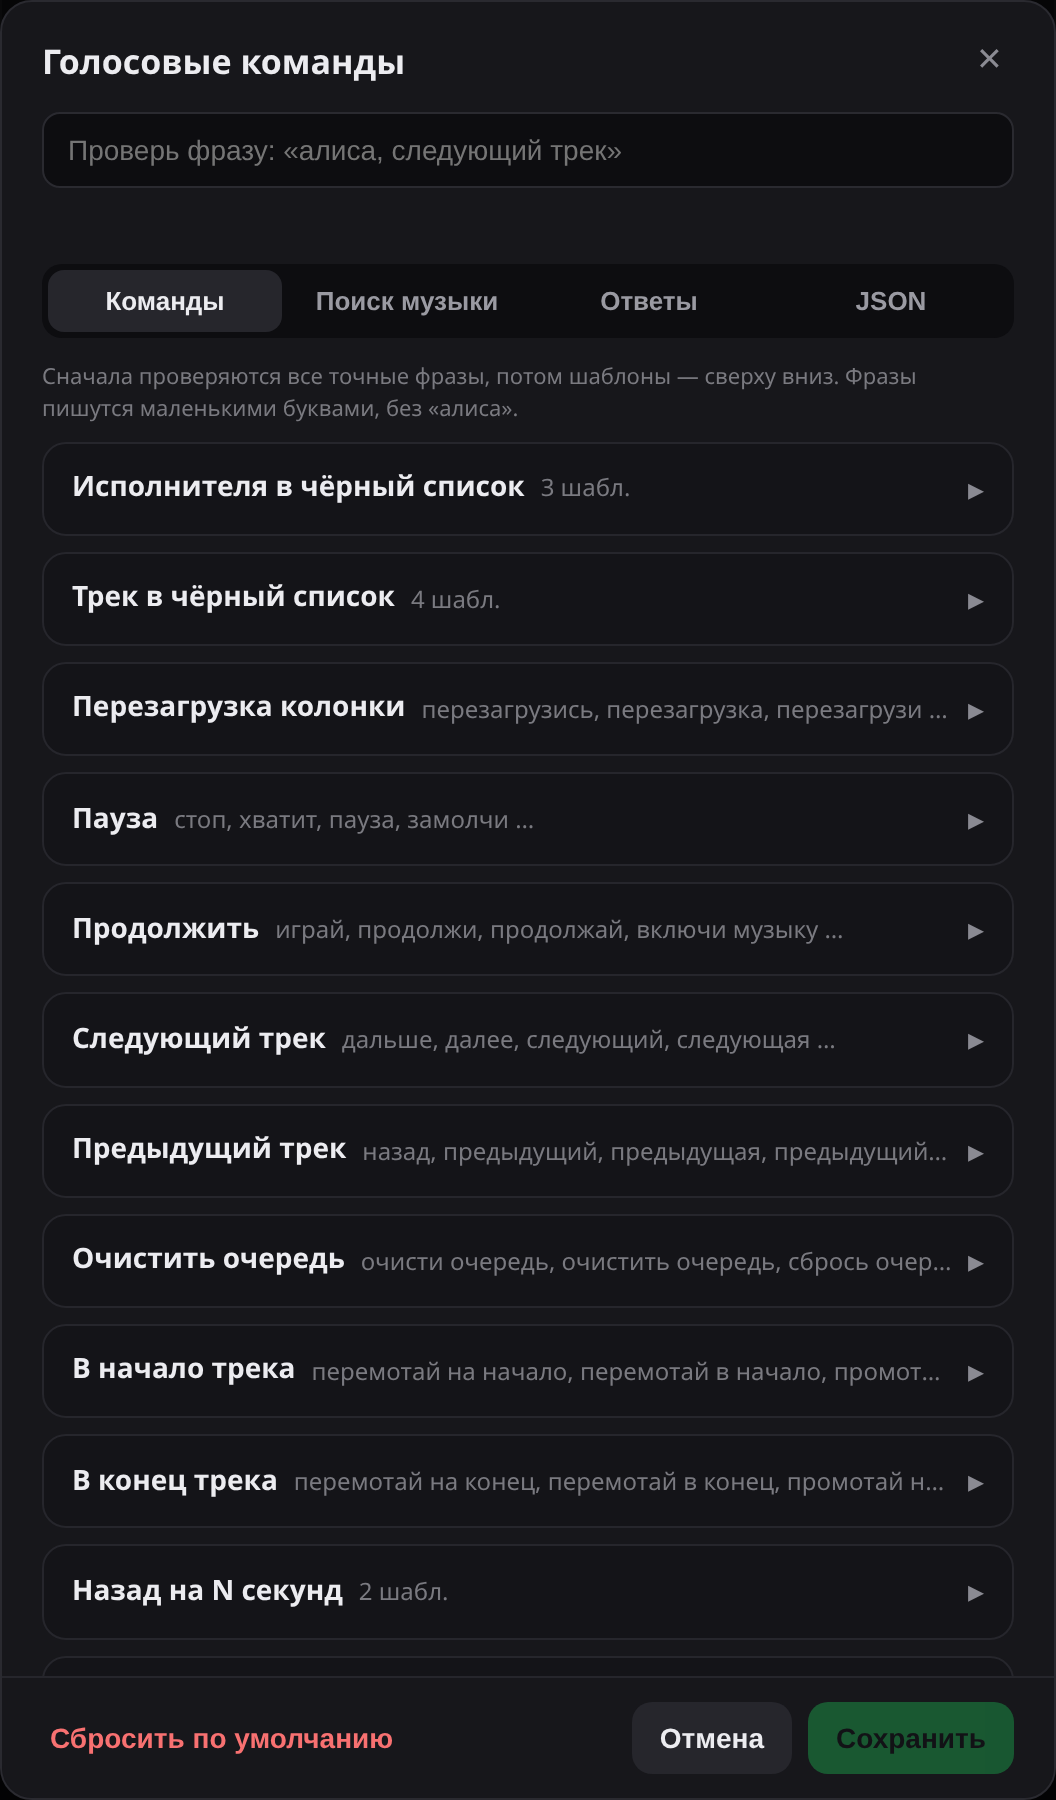 Голосовые команды
Проверь фразу: «алиса, следующий трек»
Команды Поиск музыки Ответы JSON
Сначала проверяются все точные фразы, потом шаблоны — сверху вниз. Фразы
пишутся маленькими буквами, без «алиса».
Исполнителя в чёрный список 3 шабл.
Трек в чёрный список 4 шабл.
Перезагрузка колонки перезагрузись, перезагрузка, перезагрузи ...
Пауза стоп, хватит, пауза, замолчи ...
Продолжить играй, продолжи, продолжай, включи музыку ...
Следующий трек дальше, далее, следующий, следующая ...
Предыдущий трек назад, предыдущий, предыдущая, предыдущий...
Очистить очередь очисти очередь, очистить очередь, сбрось очер...
В начало трека перемотай на начало, перемотай в начало, промот...
В конец трека перемотай на конец, перемотай в конец, промотай н...
Назад на N секунд 2 шабл.
Сбросить по умолчанию Отмена Сохранить